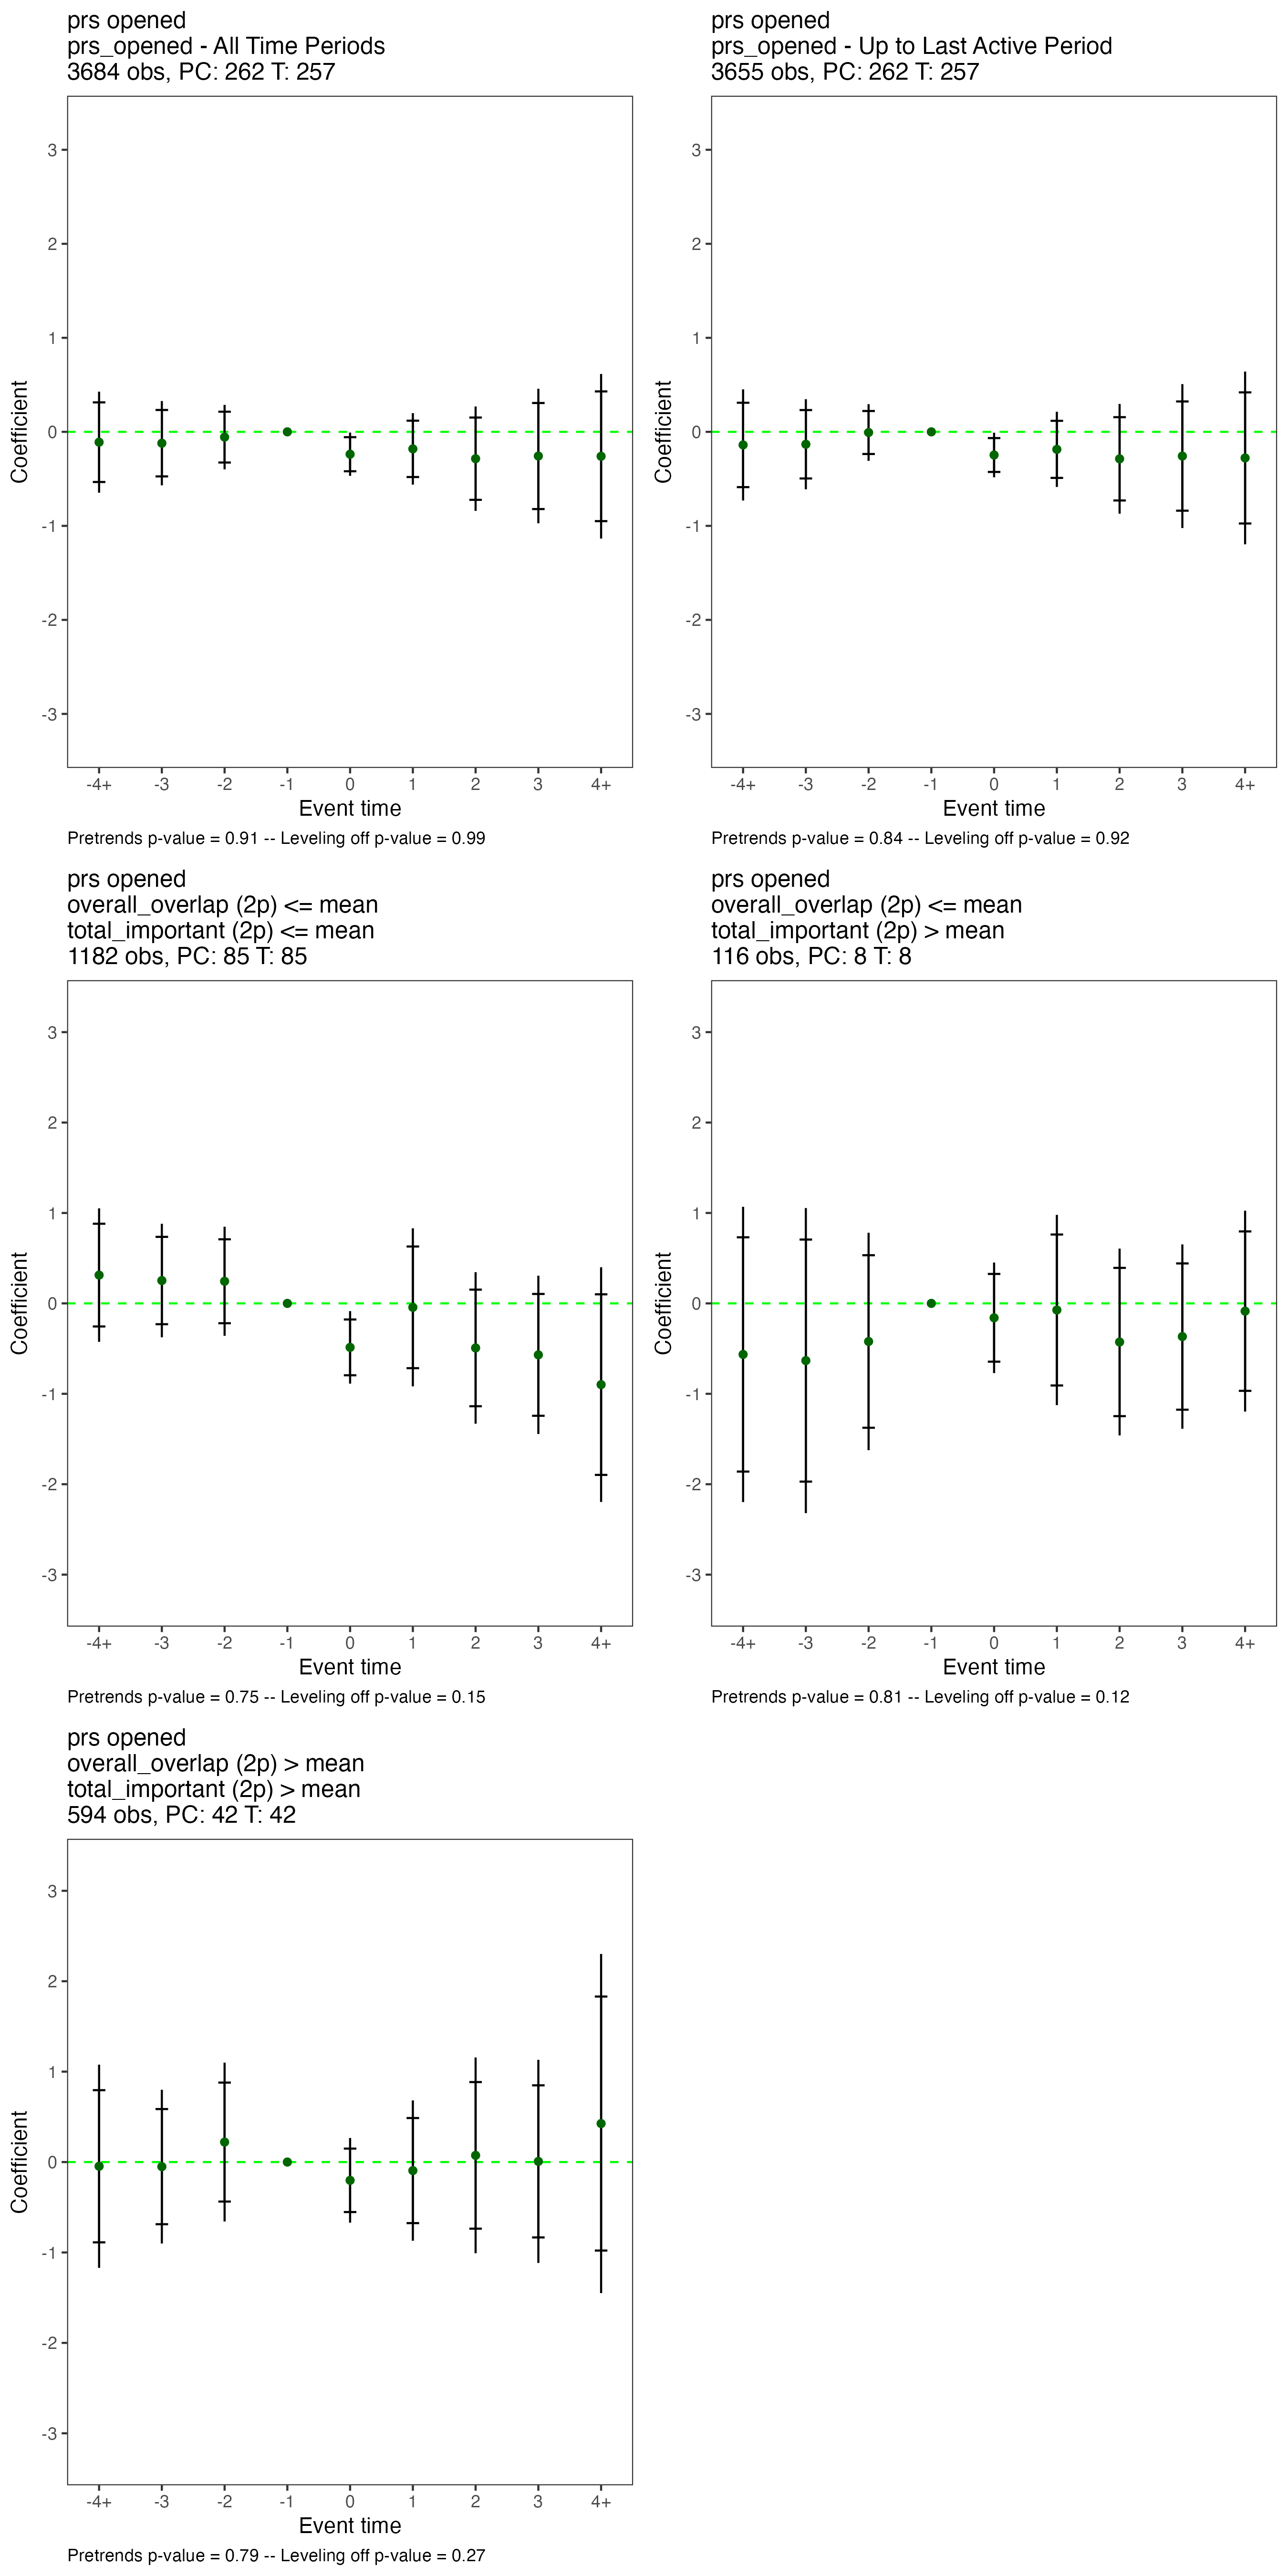 prs opened
prs_opened - All Time Periods
3684 obs, PC: 262 T: 257
Coefficient
3
2
1
0
-1
-2
-3
-4+ -3 -2 -1 0 1 2 3 4+
Event time
Pretrends p-value = 0.91 -- Leveling off p-value = 0.99
prs opened
prs_opened - Up to Last Active Period
3655 obs, PC: 262 T: 257
Coefficient
3
2
1
0
-1
-2
-3
-4+ -3 -2 -1 0 1 2 3 4+
Event time
Pretrends p-value = 0.84 -- Leveling off p-value = 0.92
prs opened
overall_overlap (2p) <= mean
total_important (2p) <= mean
1182 obs, PC: 85 T: 85
Coefficient
3
2
1
0
-1
-2
-3
-4+ -3 -2 -1 0 1 2 3 4+
Event time
Pretrends p-value = 0.75 -- Leveling off p-value = 0.15
prs opened
overall_overlap (2p) <= mean
total_important (2p) > mean
116 obs, PC: 8 T: 8
Coefficient
3
2
1
0
-1
-2
-3
-4+ -3 -2 -1 0 1 2 3 4+
Event time
Pretrends p-value = 0.81 -- Leveling off p-value = 0.12
prs opened
overall_overlap (2p) > mean
total_important (2p) > mean
594 obs, PC: 42 T: 42
Coefficient
3
2
1
0
-1
-2
-3
-4+ -3 -2 -1 0 1 2 3 4+
Event time
Pretrends p-value = 0.79 -- Leveling off p-value = 0.27